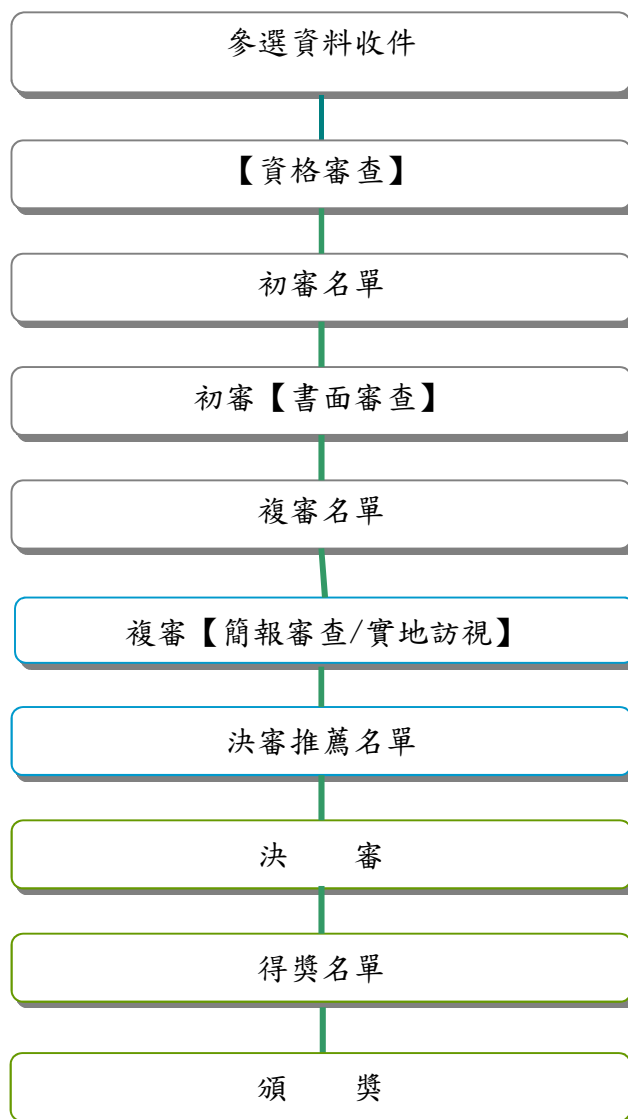 參選資料收件
【資格審查】
初審名單
初審【書面審查】
複審名單
複審【簡報審查/實地訪視】
決審推薦名單
決　　審
得獎名單
頒　　獎